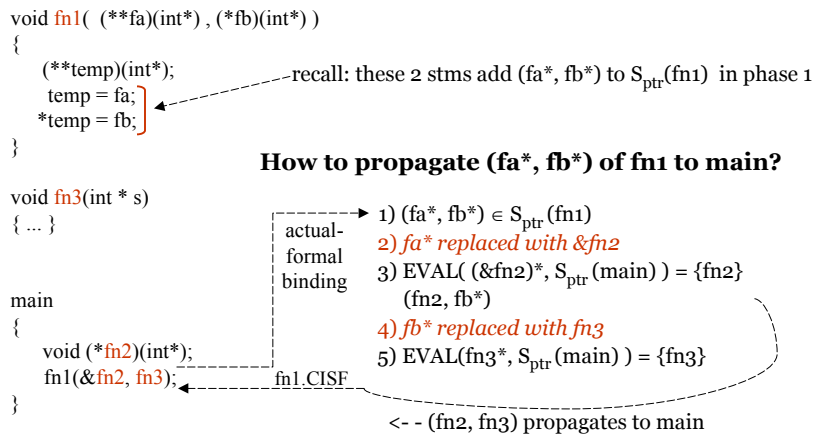 void fn1( (**fa)(int*) , (*fb)(int*) )
{
(**temp)(int*);
temp = fa;
*temp = fb;
}
recall: these 2 stms add (fa*, fb*) to Sptr(fn1) in phase 1
How to propagate (fa*, fb*) of fn1 to main?
void fn3(int * s)
{ ... }
actual-
formal
binding
1) (fa*, fb*) ∈ Sptr(fn1)
2) fa* replaced with &fn2
3) EVAL( (&fn2)*, Sptr(main) ) = {fn2}
(fn2, fb*)
4) fb* replaced with fn3
5) EVAL(fn3*, Sptr(main) ) = {fn3}
main
{
void (*fn2)(int*);
fn1(&fn2, fn3);
}
fn1.CISF
<- - (fn2, fn3) propagates to main